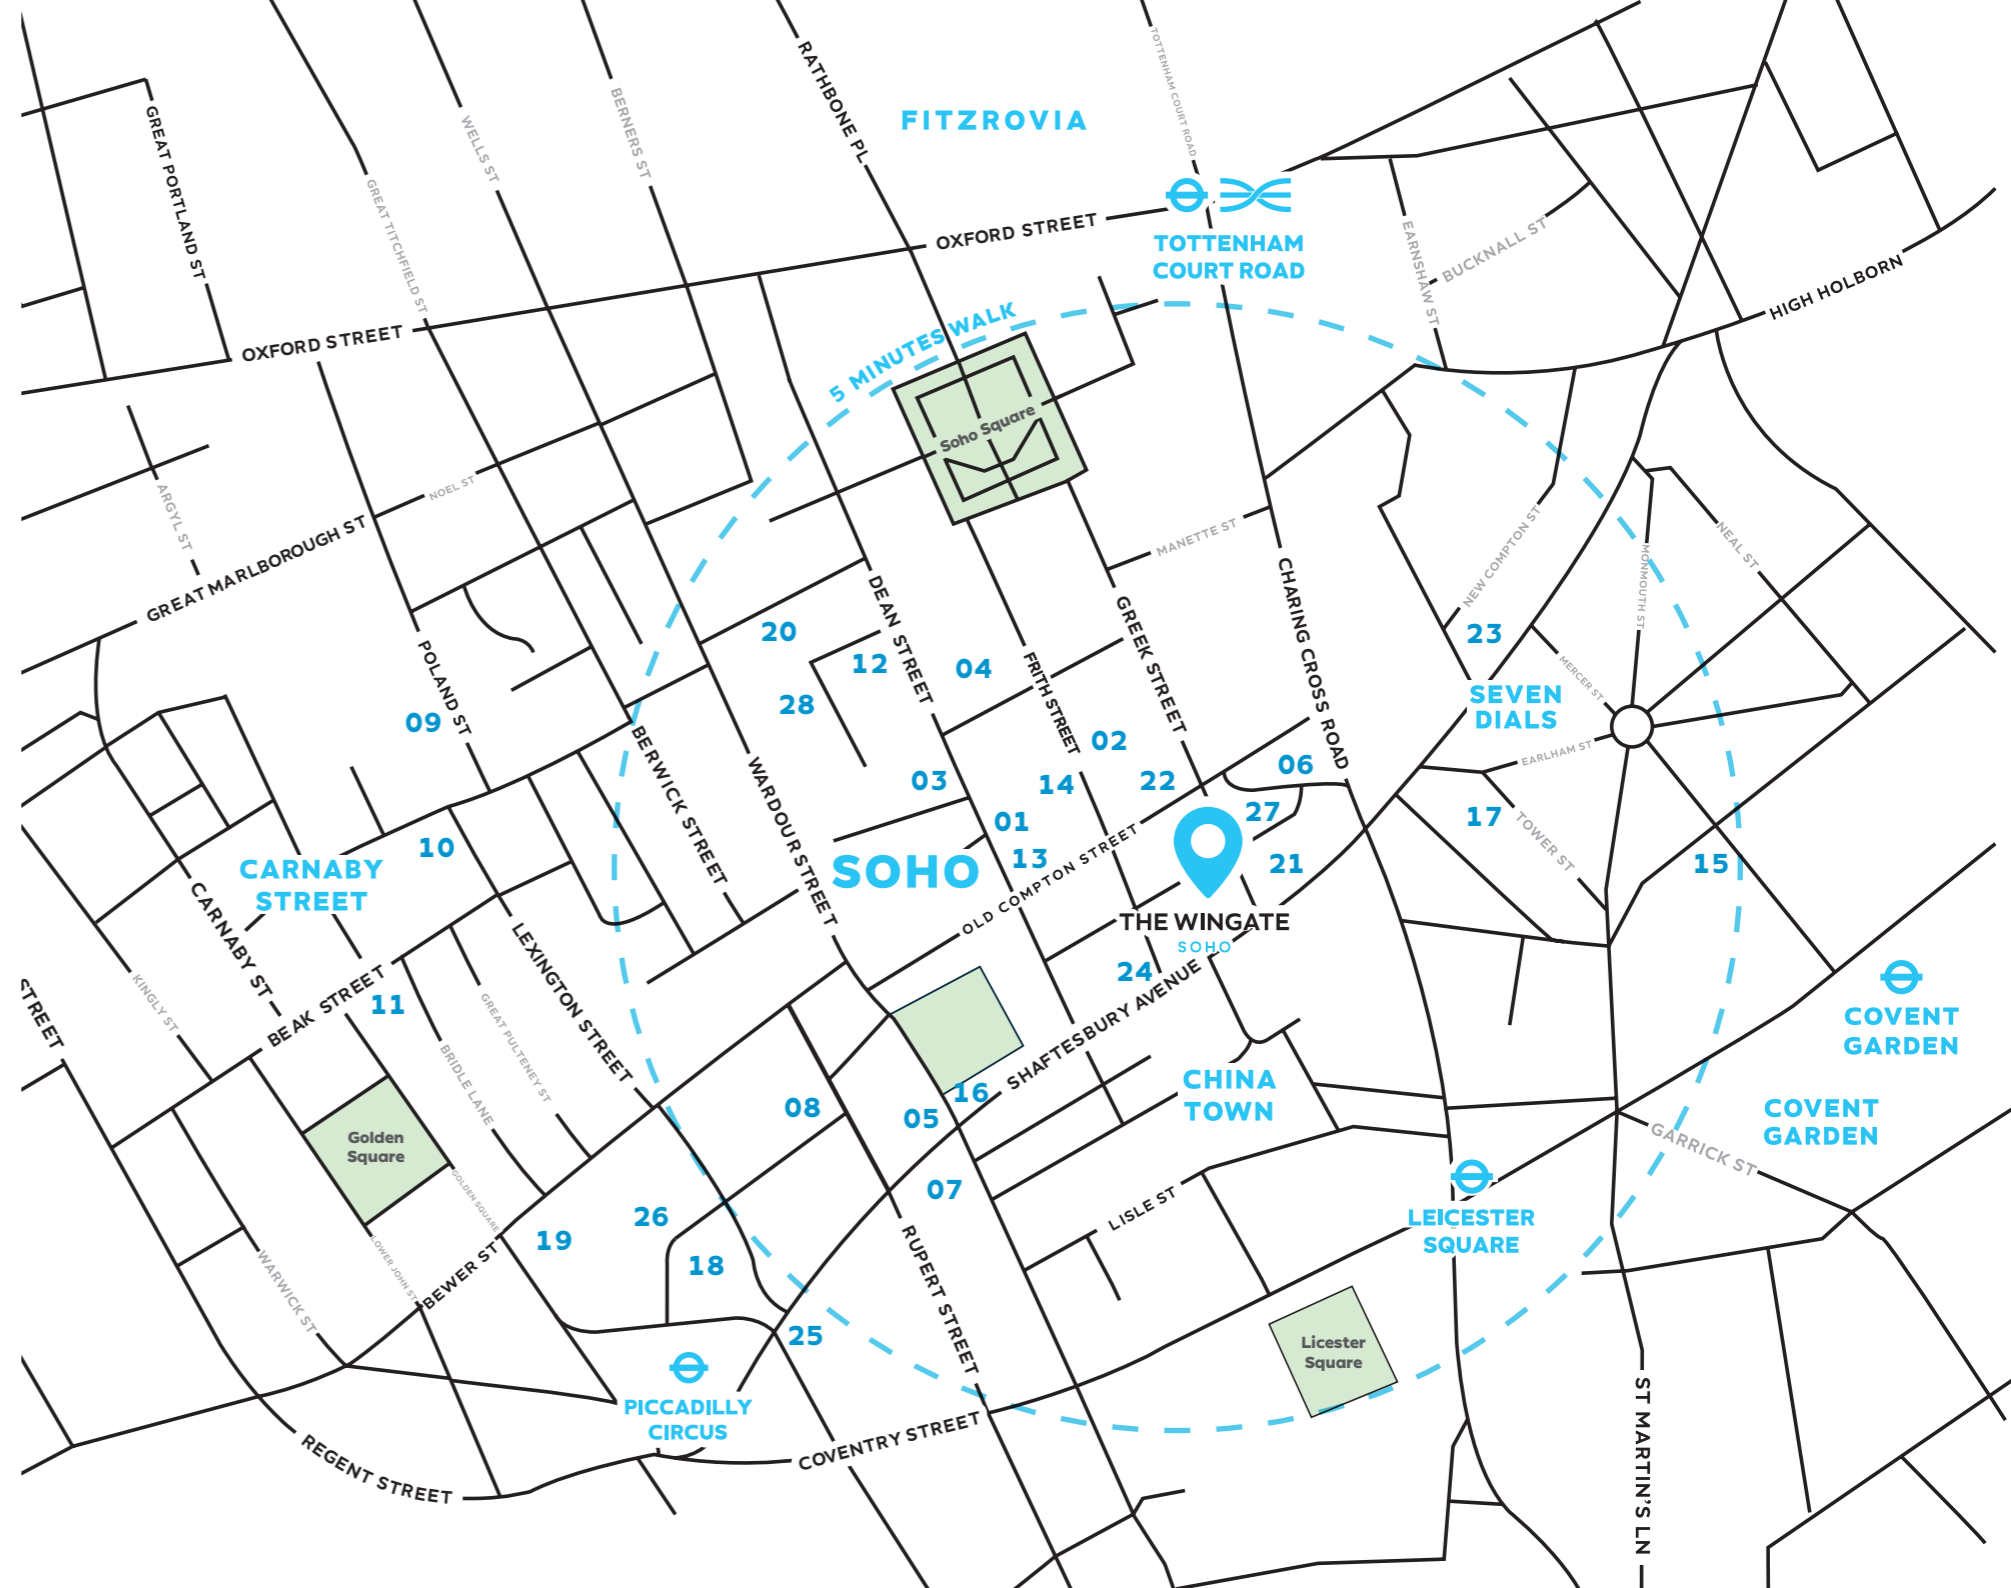 FITZROVIA
TOTTENHAM COURT ROAD
RATHBONE PL
BERNERS ST
WELLS ST
GREAT PORTLAND ST
GREAT TITCHFIELD ST
OXFORD STREET
TOTTENHAM
COURT ROAD
EARNSHAW ST
BUCKNALL ST
HIGH HOLBORN
OXFORD STREET
5 MINUTES WALK
Soho Square
NOEL ST
ARGYL ST
GREAT MARLBOROUGH ST
MANETTE ST
NEW COMPTON ST
MONMOUTH ST
NEAL ST
CHARING CROSS ROAD
DEAN STREET
GREEK STREET
FRITH STREET
POLAND ST
20
12
04
28
23
MERCER ST
SEVEN
DIALS
EARLHAM ST
09
02
03
14
22
06
BERWICK STREET
WARDOUR STREET
01
27
17
TOWER ST
10
13
21
15
CARNABY
STREET
SOHO
OLD COMPTON STREET
CARNABY ST
THE WINGATE
SOHO
LEXINGTON STREET
KINGLY ST
STREET
BEAK STREET
11
GREAT PULTENEY ST
BRIDLE LANE
24
SHAFTESBURY AVENUE
COVENT
GARDEN
CHINA
TOWN
16
08
05
COVENT
GARDEN
GARRICK ST
Golden
Square
GOLDEN SQUARE
07
LISLE ST
LEICESTER
SQUARE
26
19
18
LOWER JOHN ST
WARWICK ST
BEWER ST
RUPERT STREET
25
Licester
Square
PICCADILLY
CIRCUS
COVENTRY STREET
REGENT STREET
ST MARTIN'S LN